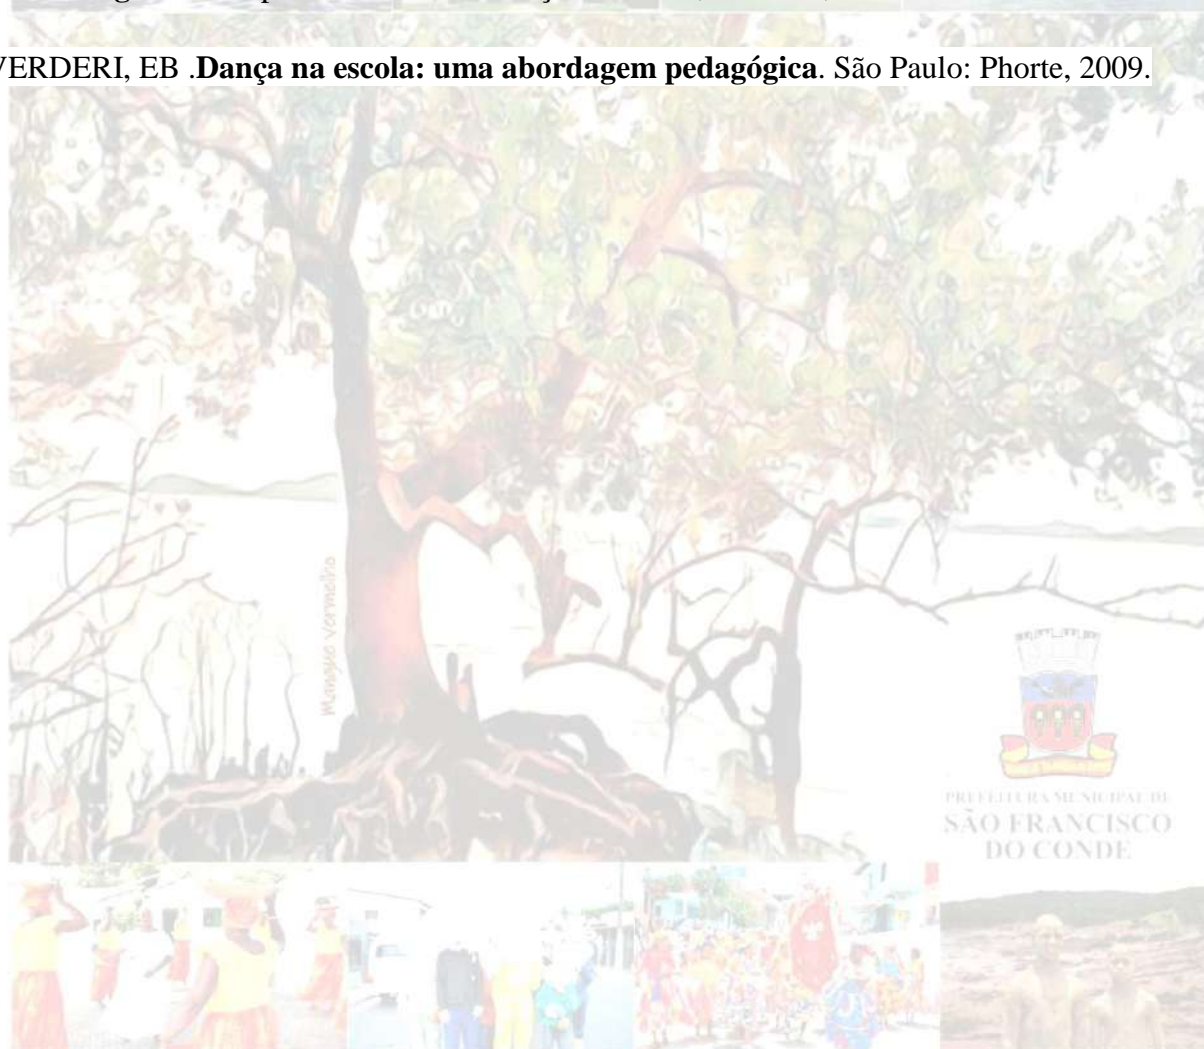 VERDERI, EB .Dança na escola: uma abordagem pedagógica. São Paulo: Phorte, 2009.
Mangue vermelho
PREFEITURA MUNICIPAL DE
SÃO FRANCISCO
DO CONDE